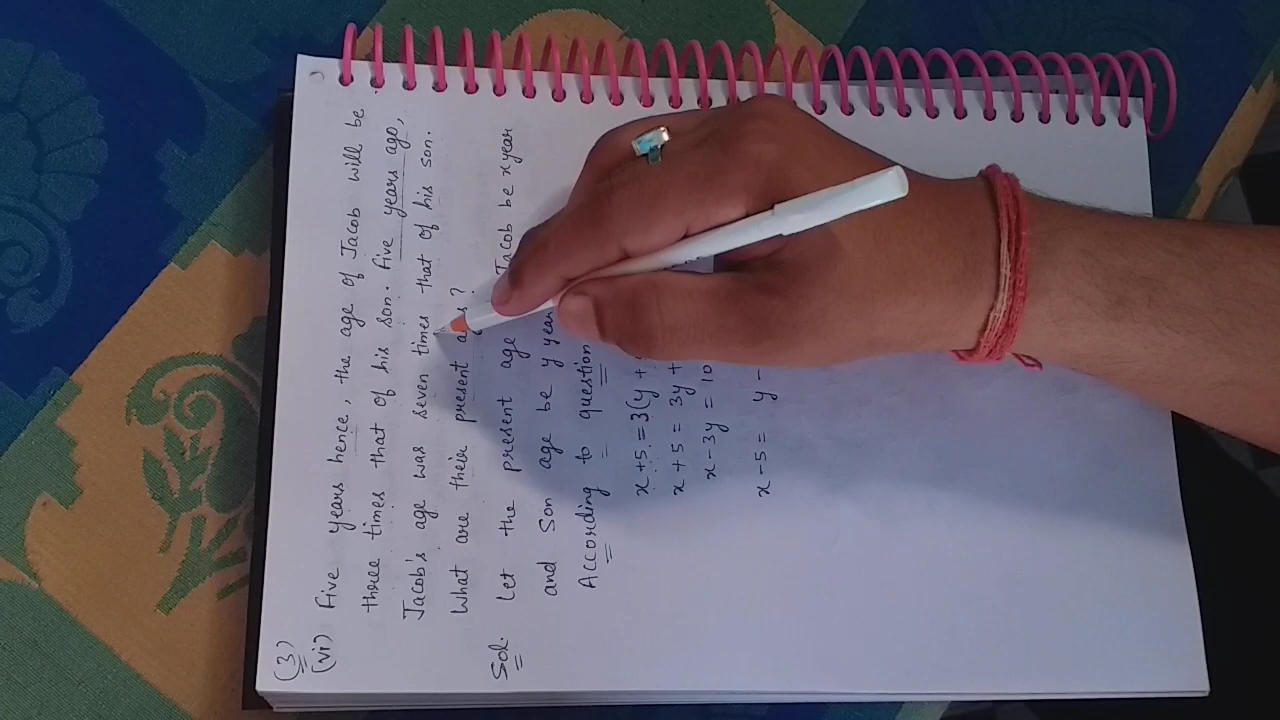 (3)
(vi) Five years hence, the age of Jacob will be
three times that of his son. Five years ago,
Jacob's age was seven times that of his son.
What are their present ?
Sol. Let the present age Jacob be x year
and Son age be y year
According to question
x + 5 = 3(y +
x + 5 = 3y +
x - 3y = 10
x - 5 = y -